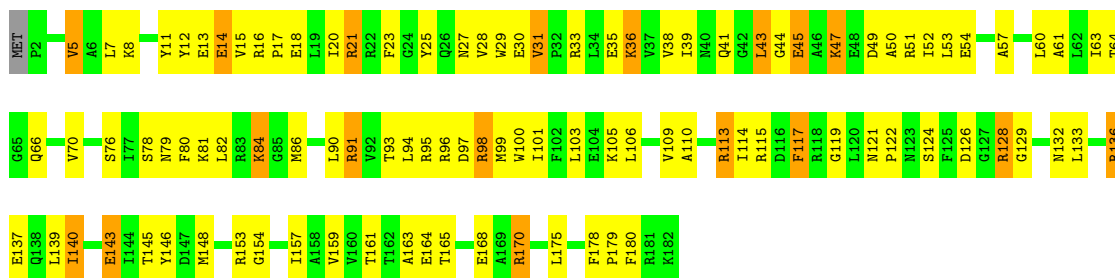 MET P2 V5 A6 L7 K8 Y11 Y12 E13 E14 V15 R16 P17 E18 L19 I20 R21 R22 F23 G24 Y25 Q26 N27 V28 W29 E30 V31 P32 R33 L34 E35 K36 V37 V38 I39 N40 Q41 G42 L43 G44 E45 A46 K47 E48 D49 A50 R51 I52 L53 E54 A57 L60 A61 L62 I63 T64
G65 Q66 V70 S76 I77 S78 N79 F80 K81 L82 R83 K84 G85 M86 L90 R91 V92 T93 L94 R95 R96 D97 R98 M99 W100 I101 F102 L103 E104 K105 L106 V109 A110 R113 I114 R115 D116 F117 R118 G119 L120 N121 P122 N123 S124 F125 D126 G127 R128 G129 N132 L133 R136
E137 Q138 L139 I140 E143 I144 T145 Y146 D147 M148 R153 G154 I157 A158 V159 V160 T161 T162 A163 E164 T165 E168 A169 R170 L175 F178 P179 F180 R181 K182